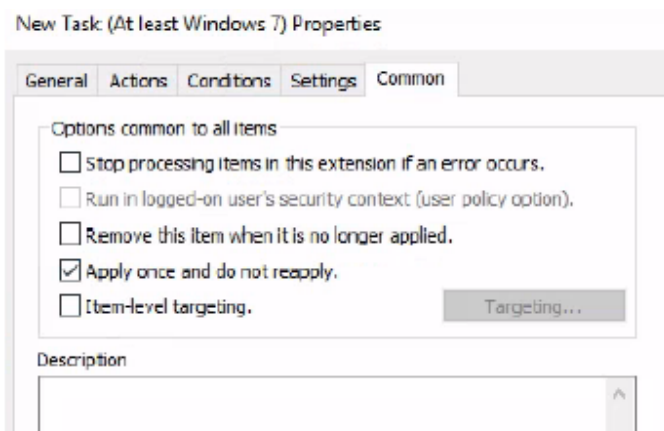 New Task (At least Windows 7) Properties
General Actions Conditions Settings Common
Options common to all items
Stop processing items in this extension if an error occurs.
Run in logged-on user's security context (user policy option).
Remove this item when it is no longer applied.
Apply once and do not reapply.
Item-level targeting. Targeting...
Description